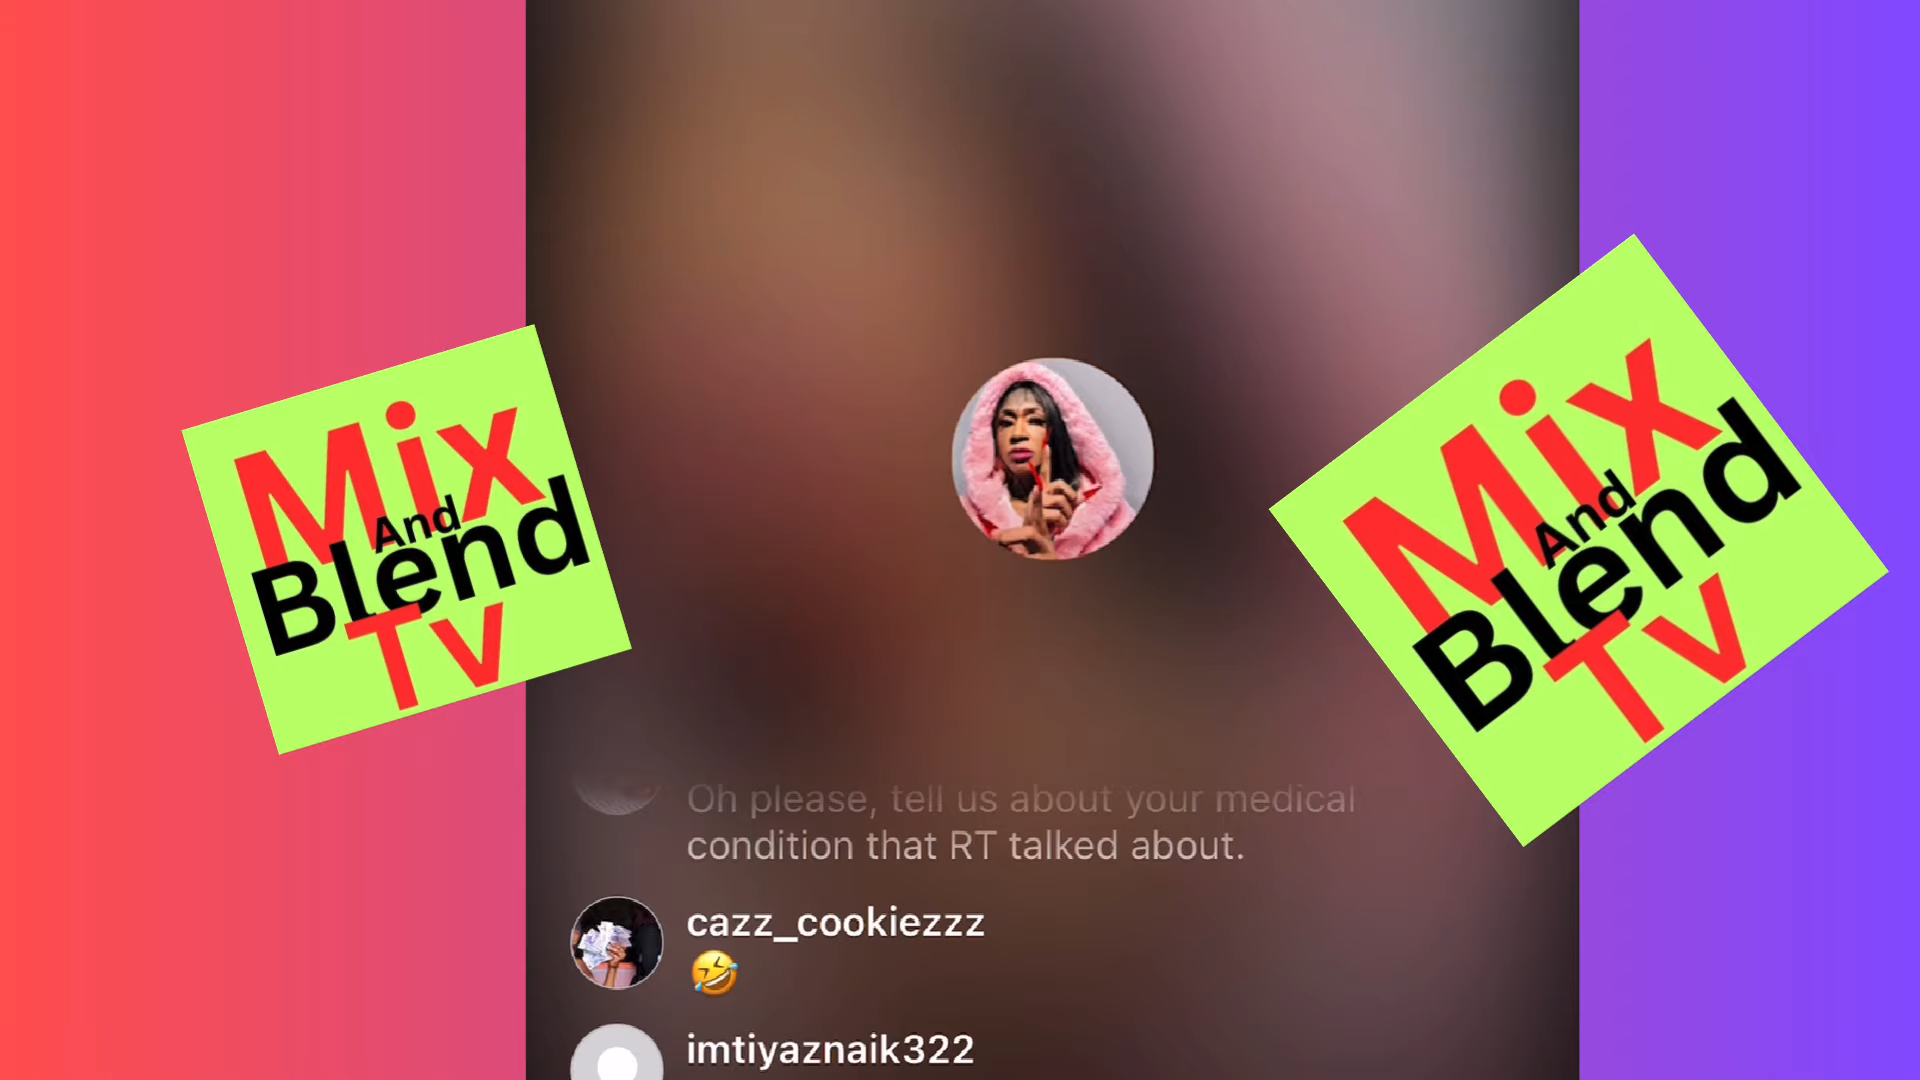 Mix
And
Blend
Tv
Mix
And
Blend
Tv
Oh please, tell us about your medical
condition that RT talked about.
cazz_cookiezzz
🤣
imtiyaznaik322